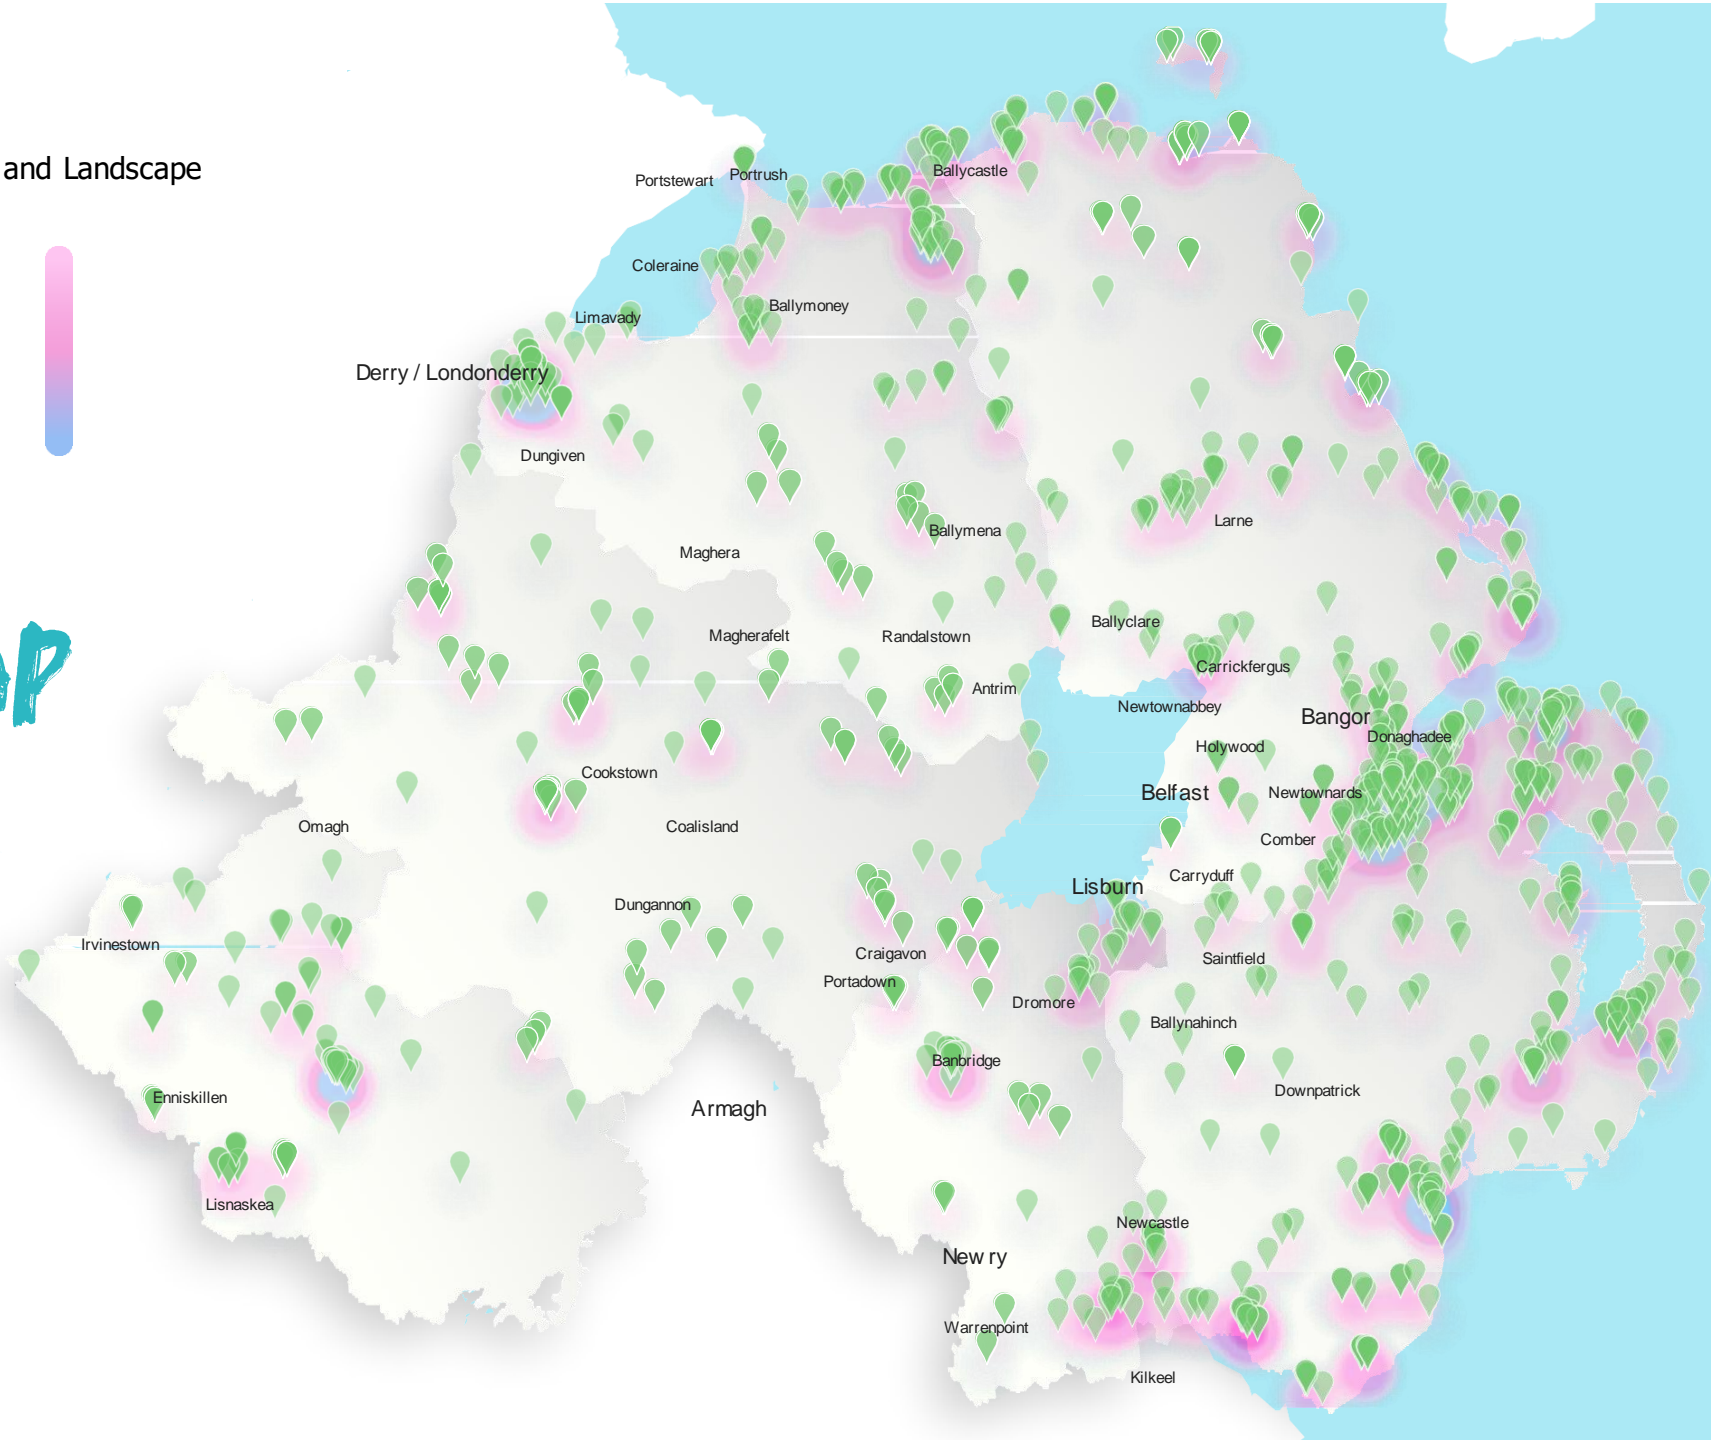 and Landscape
Portrush
Ballycastle
Portstewart
Coleraine
Ballymoney
Limavady
Derry / Londonderry
Dungiven
Larne
Ballymena
Maghera
Ballyclare
Magherafelt
Randalstown
Carrickfergus
Antrim
Newtownabbey
Bangor
Donaghadee
Holywood
Cookstown
Belfast
Newtownards
Omagh
Coalisland
Comber
Carryduff
Lisburn
Dungannon
Irvinestown
Craigavon
Saintfield
Portadown
Dromore
Ballynahinch
Banbridge
Downpatrick
Enniskillen
Armagh
Lisnaskea
Newcastle
Newry
Warrenpoint
Kilkeel